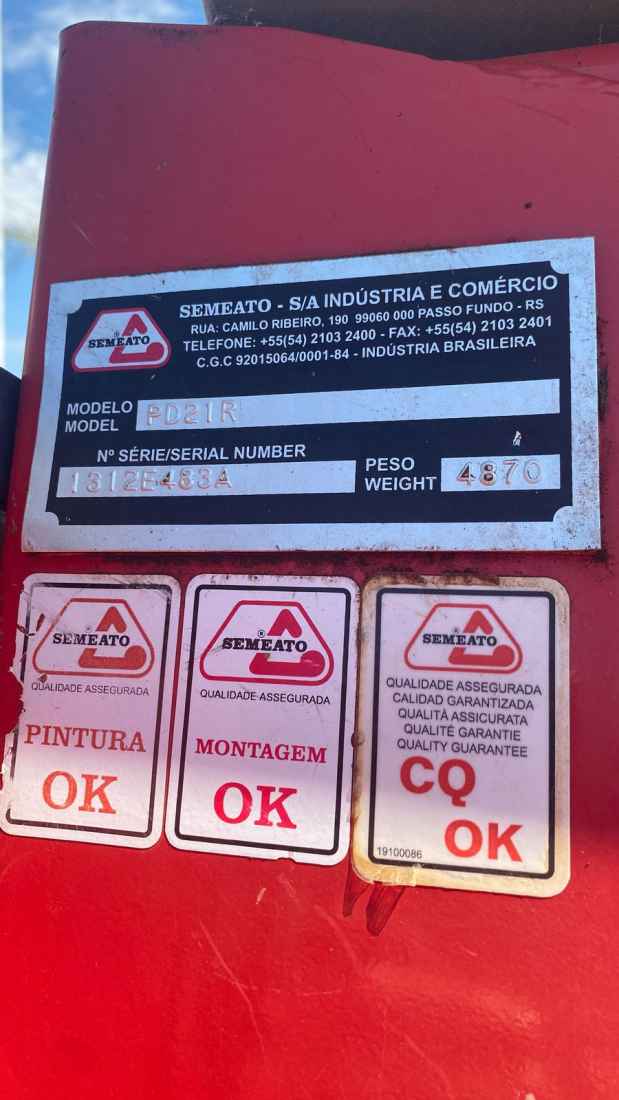 SEMEATO
SEMEATO - S/A INDÚSTRIA E COMÉRCIO
RUA: CAMILO RIBEIRO, 190 99060 000 PASSO FUNDO - RS
TELEFONE: +55(54) 2103 2400 - FAX: +55(54) 2103 2401
C.G.C 92015064/0001-84 - INDÚSTRIA BRASILEIRA
MODELO
MODEL
PD21R
Nº SÉRIE/SERIAL NUMBER
1312E483A
PESO
WEIGHT
4870
SEMEATO
QUALIDADE ASSEGURADA
PINTURA
OK
®
SEMEATO
QUALIDADE ASSEGURADA
MONTAGEM
OK
®
SEMEATO
QUALIDADE ASSEGURADA
CALIDAD GARANTIZADA
QUALITÀ ASSICURATA
QUALITÉ GARANTIE
QUALITY GUARANTEE
CQ
OK
19100086